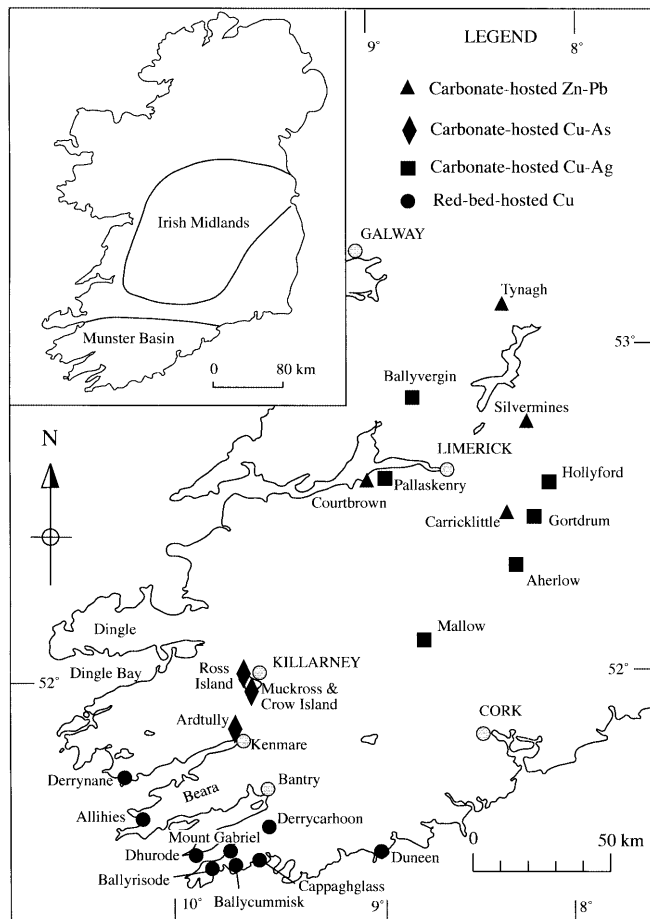 9°
8°
LEGEND
Carbonate-hosted Zn-Pb
Carbonate-hosted Cu-As
Carbonate-hosted Cu-Ag
Red-bed-hosted Cu
Irish Midlands
Munster Basin
0 80 km
GALWAY
Tynagh
53°
Ballyvergin
Silvermines
N
LIMERICK
Hollyford
Pallaskenry
Courtbrown
Carricklittle
Gortdrum
Aherlow
Dingle
Mallow
Dingle Bay
Ross
Island
KILLARNEY
52°
52°
Muckross &
Crow Island
Ardtully
CORK
Kenmare
Derrynane
Bantry
Beara
Allihies
Derrycarhoon
Mount Gabriel
Dhurode
Duneen
0 50 km
Ballyrisode
Cappaghglass
Ballycummisk
10°
9°
8°